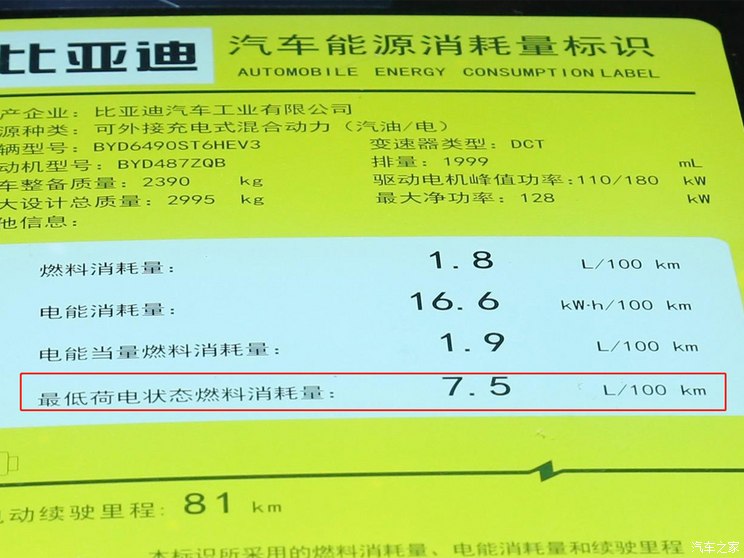 比亚迪 汽车能源消耗量标识
AUTOMOBILE ENERGY CONSUMPTION LABEL
产企业: 比亚迪汽车工业有限公司
源种类: 可外接充电式混合动力 (汽油/电)
辆型号: BYD6490ST6HEV3 变速器类型: DCT
动机型号: BYD487ZQB 排量: 1999 mL
车整备质量: 2390 kg 驱动电机峰值功率:110/180 kW
大设计总质量: 2995 kg 最大净功率: 128 kW
他信息:
燃料消耗量: 1.8 L/100 km
电能消耗量: 16.6 kW·h/100 km
电能当量燃料消耗量: 1.9 L/100 km
最低荷电状态燃料消耗量: 7.5 L/100 km
电动续驶里程: 81 km
本标识所采用的燃料消耗量、电能消耗量和续驶里程
汽车之家